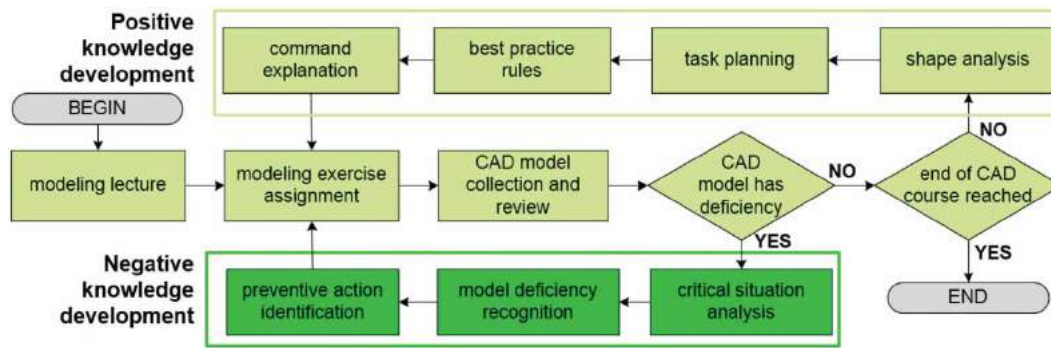 Positive
knowledge
development
command
explanation
best practice
rules
task planning
shape analysis
BEGIN
NO
modeling lecture
modeling exercise
assignment
CAD model
collection and
review
CAD
model has
deficiency
NO
end of CAD
course reached
YES
YES
Negative
knowledge
development
preventive action
identification
model deficiency
recognition
critical situation
analysis
END